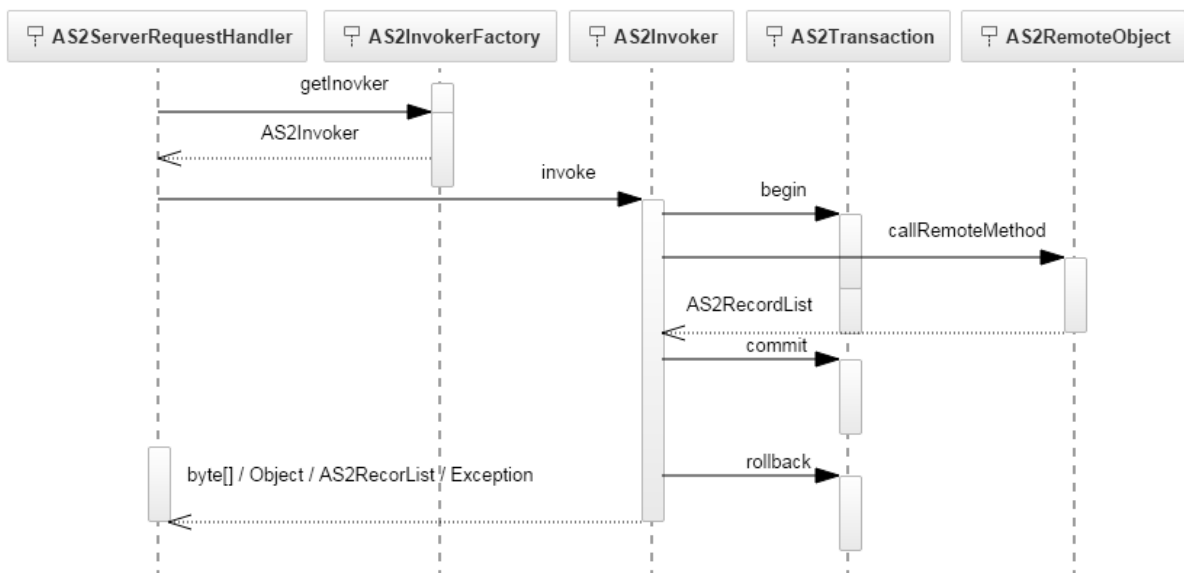 AS2ServerRequestHandler
AS2InvokerFactory
AS2Invoker
AS2Transaction
AS2RemoteObject
getInovker
AS2Invoker
invoke
begin
callRemoteMethod
AS2RecordList
commit
rollback
byte[] / Object / AS2RecorList / Exception